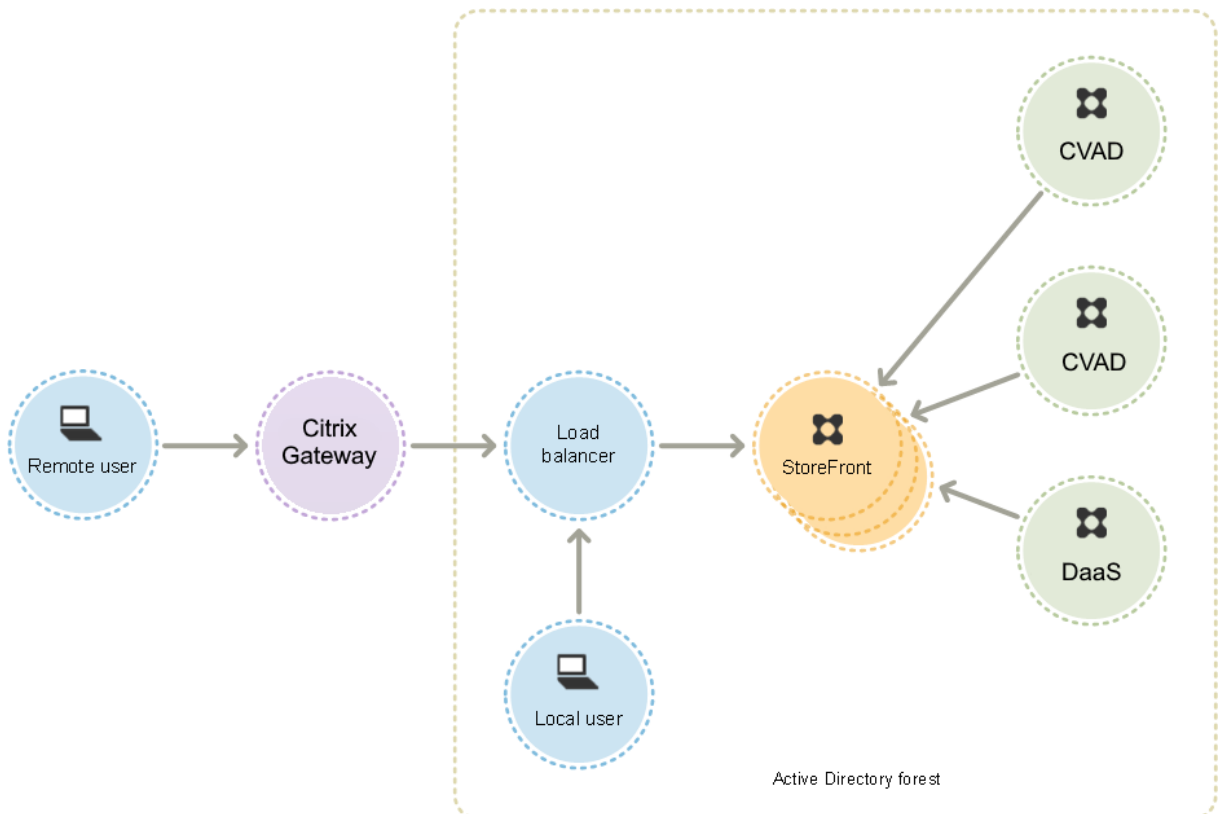 CVAD
CVAD
Remote user
Citrix
Gateway
Load
balancer
StoreFront
DaaS
Local user
Active Directory forest